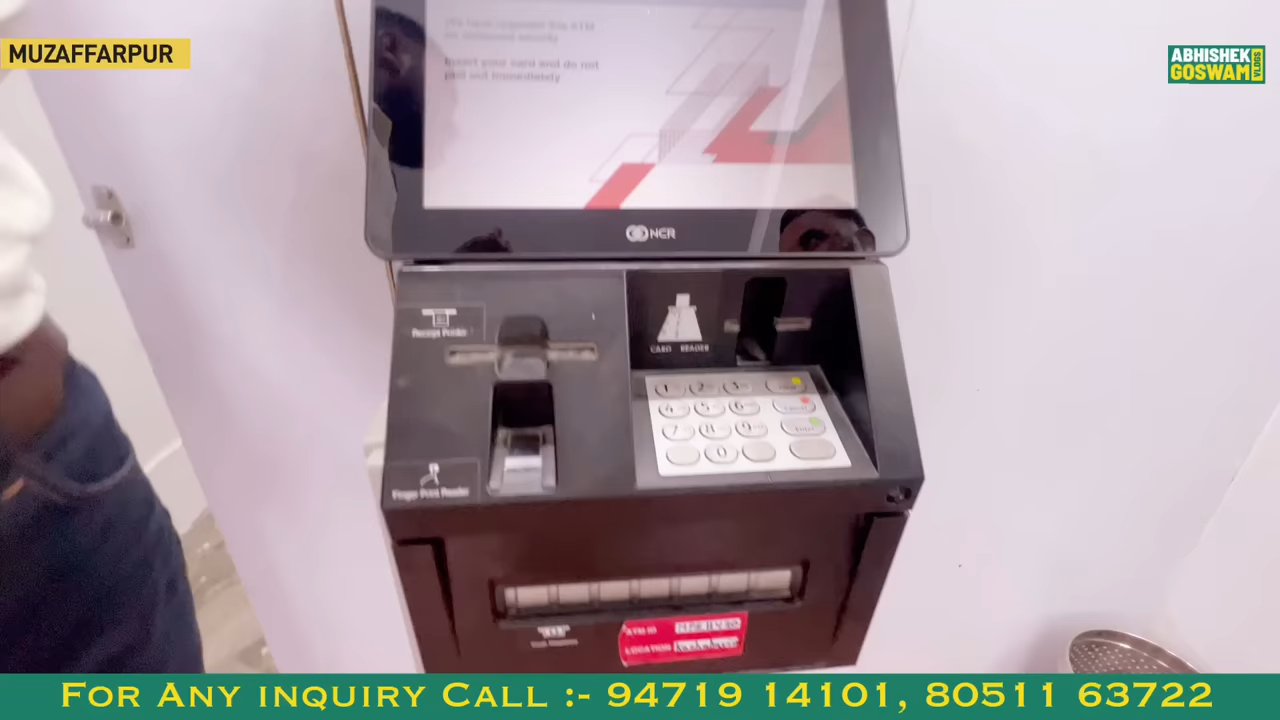 MUZAFFARPUR
ABHISHEK
GOSWAMI
VLOGS
We have upgraded this ATM
for enhanced security
Insert your card and do not
pull out immediately
NCR
Receipt Printer
CARD READER
1 2 3
4 5 6 Cancel
7 8 9 Enter
0
Finger Print Reader
ATM ID
LOCATION
FOR ANY INQUIRY CALL :- 94719 14101, 80511 63722